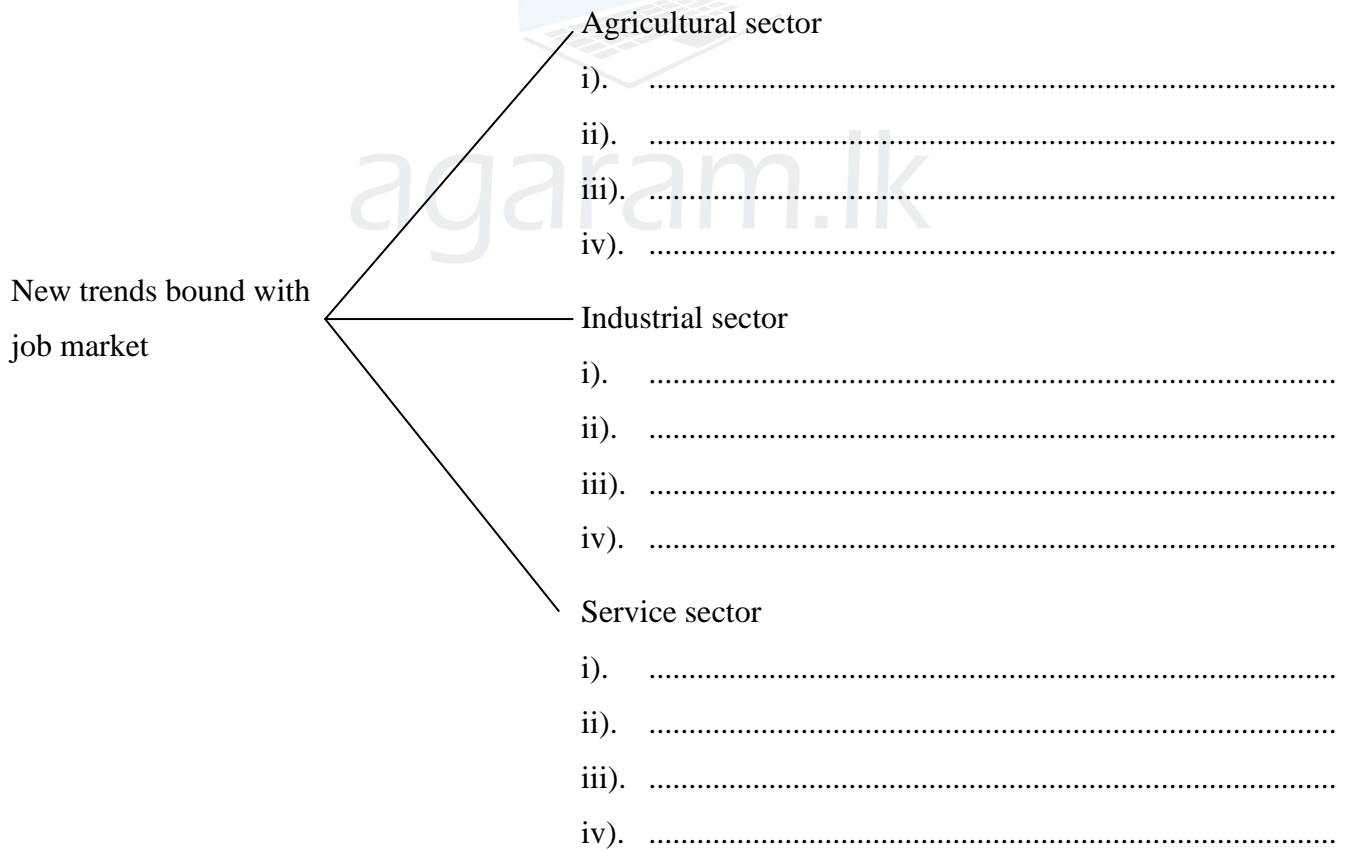 Agricultural sector
i). ....................................................................................
ii). ....................................................................................
iii). ....................................................................................
iv). ....................................................................................
agaram.lk
New trends bound with
job market
Industrial sector
i). ....................................................................................
ii). ....................................................................................
iii). ....................................................................................
iv). ....................................................................................
Service sector
i). ....................................................................................
ii). ....................................................................................
iii). ....................................................................................
iv). ....................................................................................